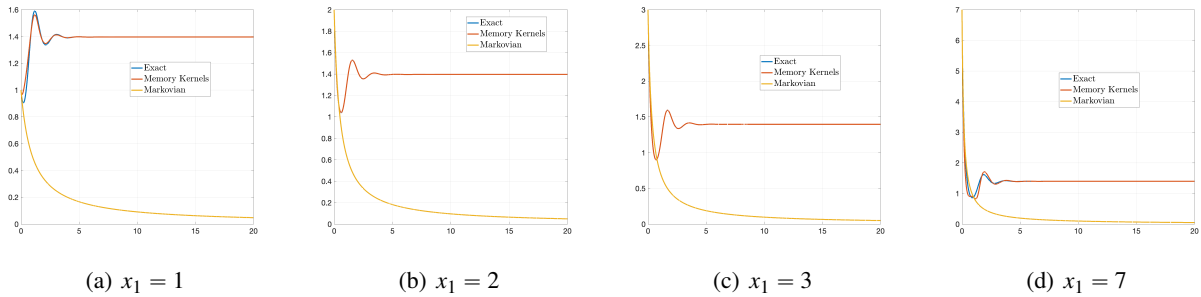 1.6
1.4
1.2
1
0.8
0.6
0.4
0.2
0
0 5 10 15 20
Exact
Memory Kernels
Markovian
(a) x₁ = 1
2
1.8
1.6
1.4
1.2
1
0.8
0.6
0.4
0.2
0
0 5 10 15 20
Exact
Memory Kernels
Markovian
(b) x₁ = 2
3
2.5
2
1.5
1
0.5
0
0 5 10 15 20
Exact
Memory Kernels
Markovian
(c) x₁ = 3
7
6
5
4
3
2
1
0
0 5 10 15 20
Exact
Memory Kernels
Markovian
(d) x₁ = 7